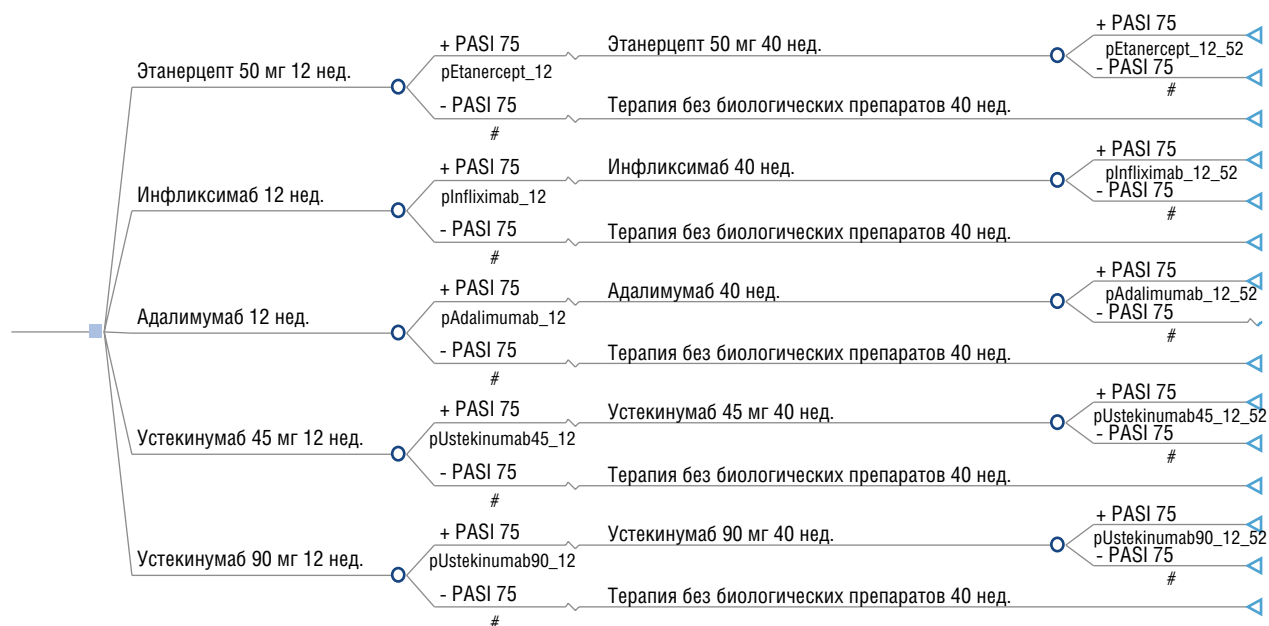 + PASI 75
Этанерцепт 50 мг 40 нед.
+ PASI 75
pEtanercept_12_52
Этанерцепт 50 мг 12 нед.
pEtanercept_12
- PASI 75
#
- PASI 75
Терапия без биологических препаратов 40 нед.
#
+ PASI 75
+ PASI 75
Инфликсимаб 40 нед.
pInfliximab_12_52
Инфликсимаб 12 нед.
pInfliximab_12
- PASI 75
#
- PASI 75
Терапия без биологических препаратов 40 нед.
#
+ PASI 75
+ PASI 75
Адалимумаб 40 нед.
pAdalimumab_12_52
Адалимумаб 12 нед.
pAdalimumab_12
- PASI 75
#
- PASI 75
Терапия без биологических препаратов 40 нед.
#
+ PASI 75
+ PASI 75
Устекинумаб 45 мг 40 нед.
pUstekinumab45_12_52
Устекинумаб 45 мг 12 нед.
pUstekinumab45_12
- PASI 75
#
- PASI 75
Терапия без биологических препаратов 40 нед.
#
+ PASI 75
+ PASI 75
Устекинумаб 90 мг 40 нед.
pUstekinumab90_12_52
Устекинумаб 90 мг 12 нед.
pUstekinumab90_12
- PASI 75
#
- PASI 75
Терапия без биологических препаратов 40 нед.
#